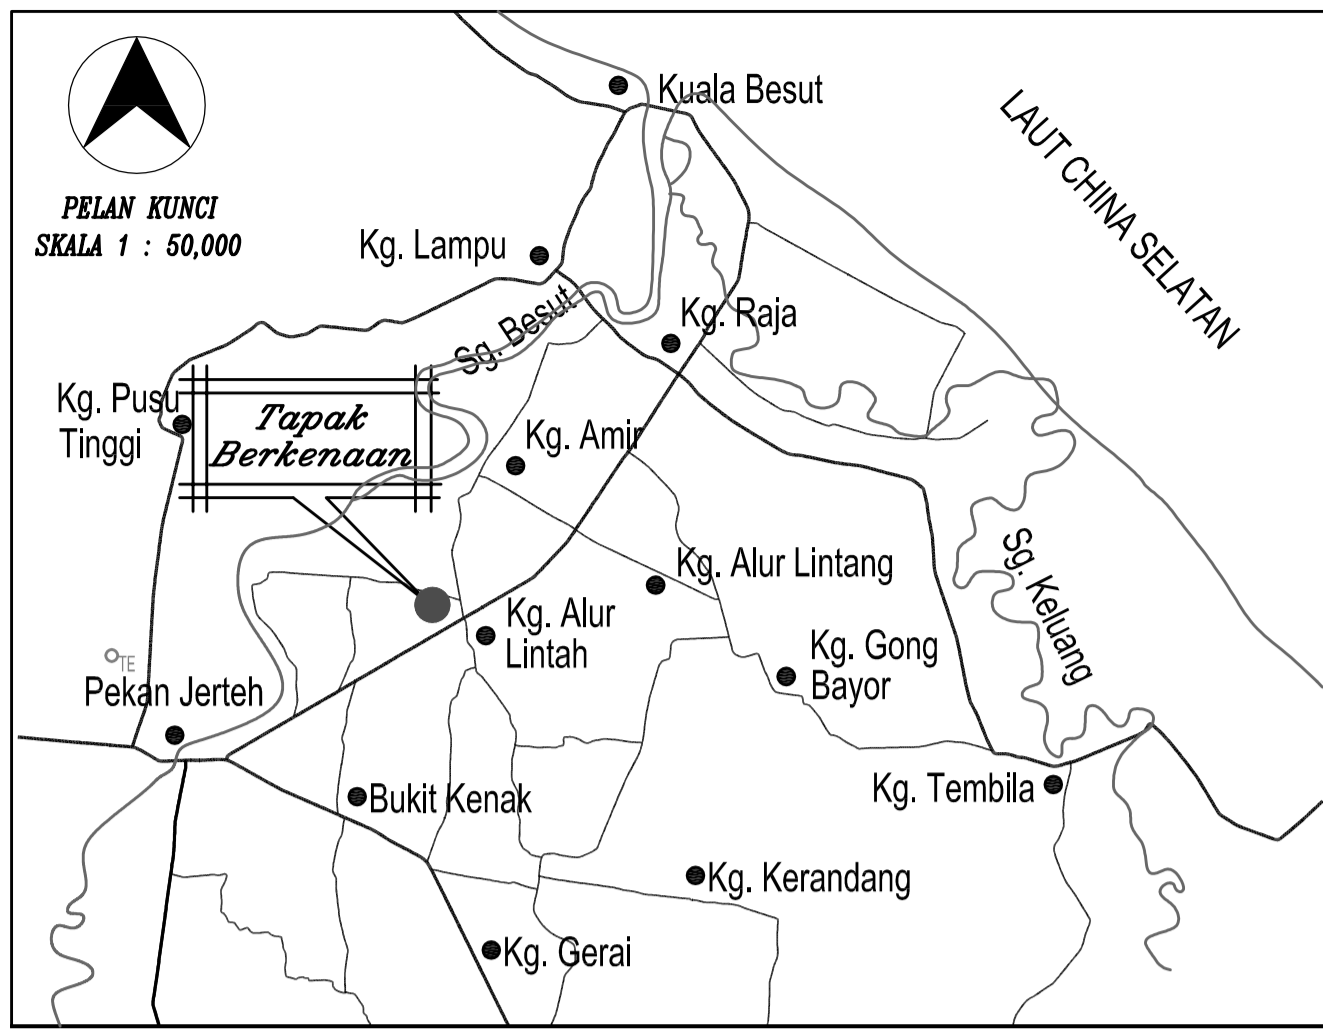 Kuala Besut
LAUT CHINA SELATAN
PELAN KUNCI
SKALA 1 : 50,000
Kg. Lampu
Sg. Besut
Kg. Raja
Kg. Pusu
Tinggi
Tapak
Berkenaan
Kg. Amir
Sg. Keluang
Kg. Alur Lintang
Kg. Alur
Lintah
Kg. Gong
Bayor
TE
Pekan Jerteh
Bukit Kenak
Kg. Tembila
Kg. Kerandang
Kg. Gerai